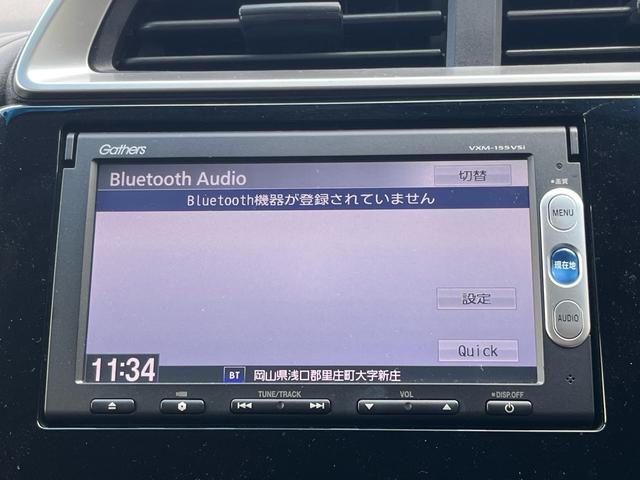 Gathers
VXM-155VSi
Bluetooth Audio
切替
Bluetooth機器が登録されていません
MENU
現在地
AUDIO
設定
Quick
11:34
BT
岡山県浅口郡里庄町大字新庄
TUNE/TRACK
VOL
DISP.OFF